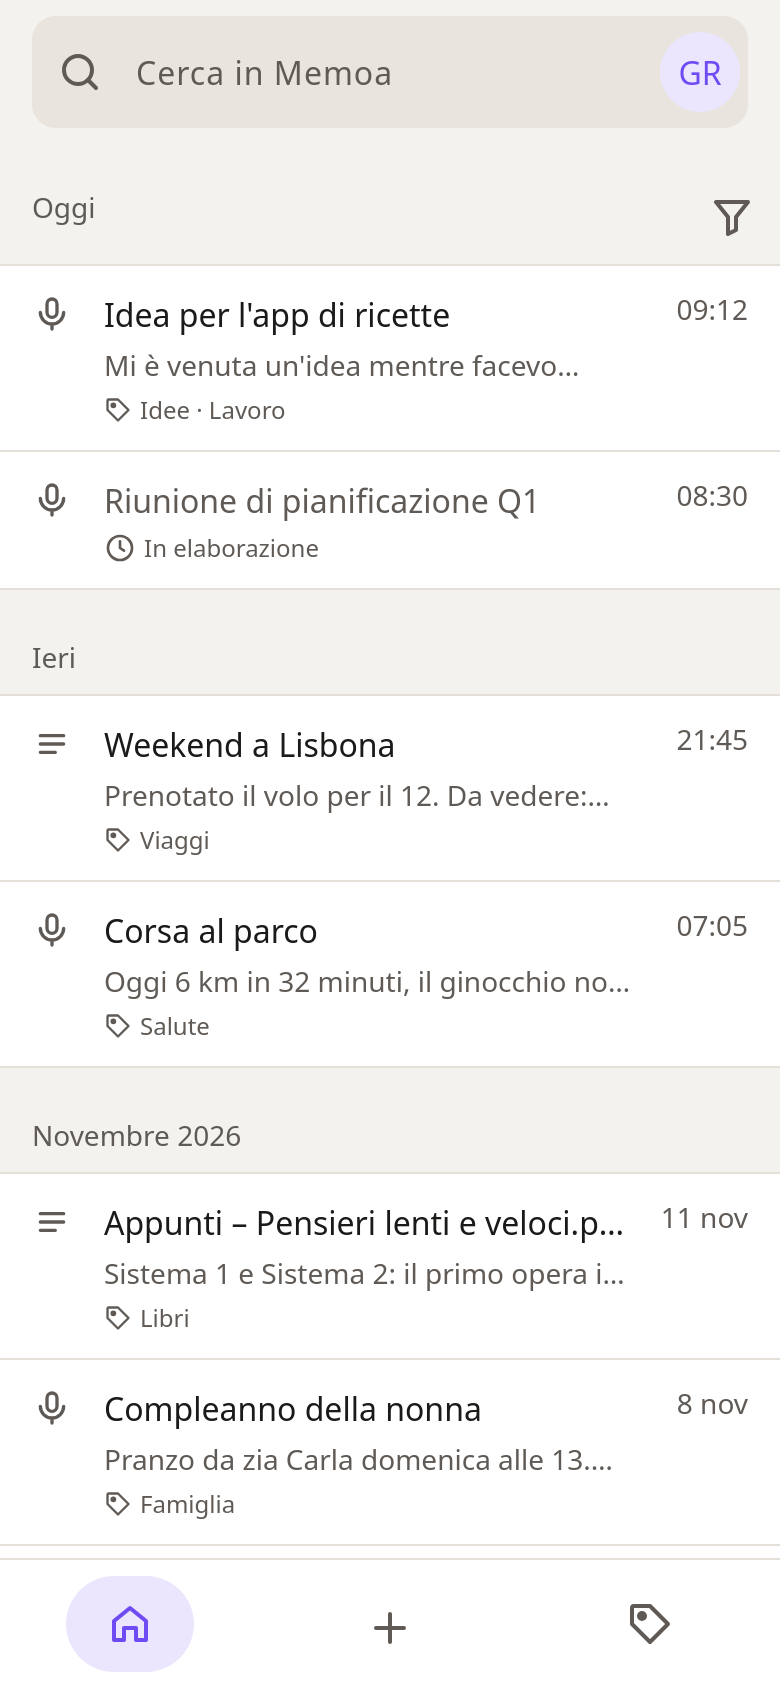 Cerca in Memoa
GR
Oggi
Idea per l'app di ricette
09:12
Mi è venuta un'idea mentre facevo...
Idee · Lavoro
Riunione di pianificazione Q1
08:30
In elaborazione
Ieri
Weekend a Lisbona
21:45
Prenotato il volo per il 12. Da vedere:...
Viaggi
Corsa al parco
07:05
Oggi 6 km in 32 minuti, il ginocchio no...
Salute
Novembre 2026
Appunti – Pensieri lenti e veloci.p...
11 nov
Sistema 1 e Sistema 2: il primo opera i...
Libri
Compleanno della nonna
8 nov
Pranzo da zia Carla domenica alle 13....
Famiglia